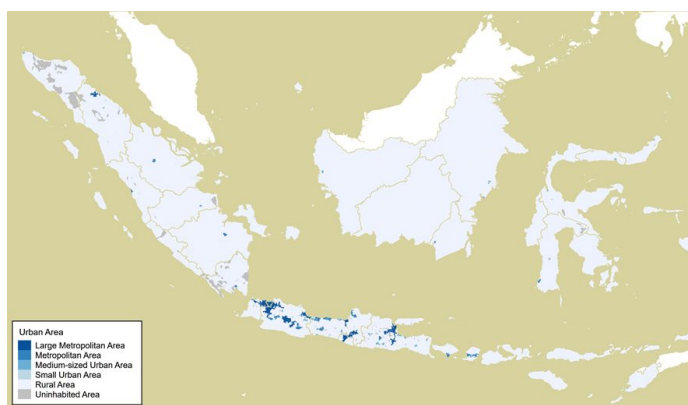 Urban Area
Large Metropolitan Area
Metropolitan Area
Medium-sized Urban Area
Small Urban Area
Rural Area
Uninhabited Area